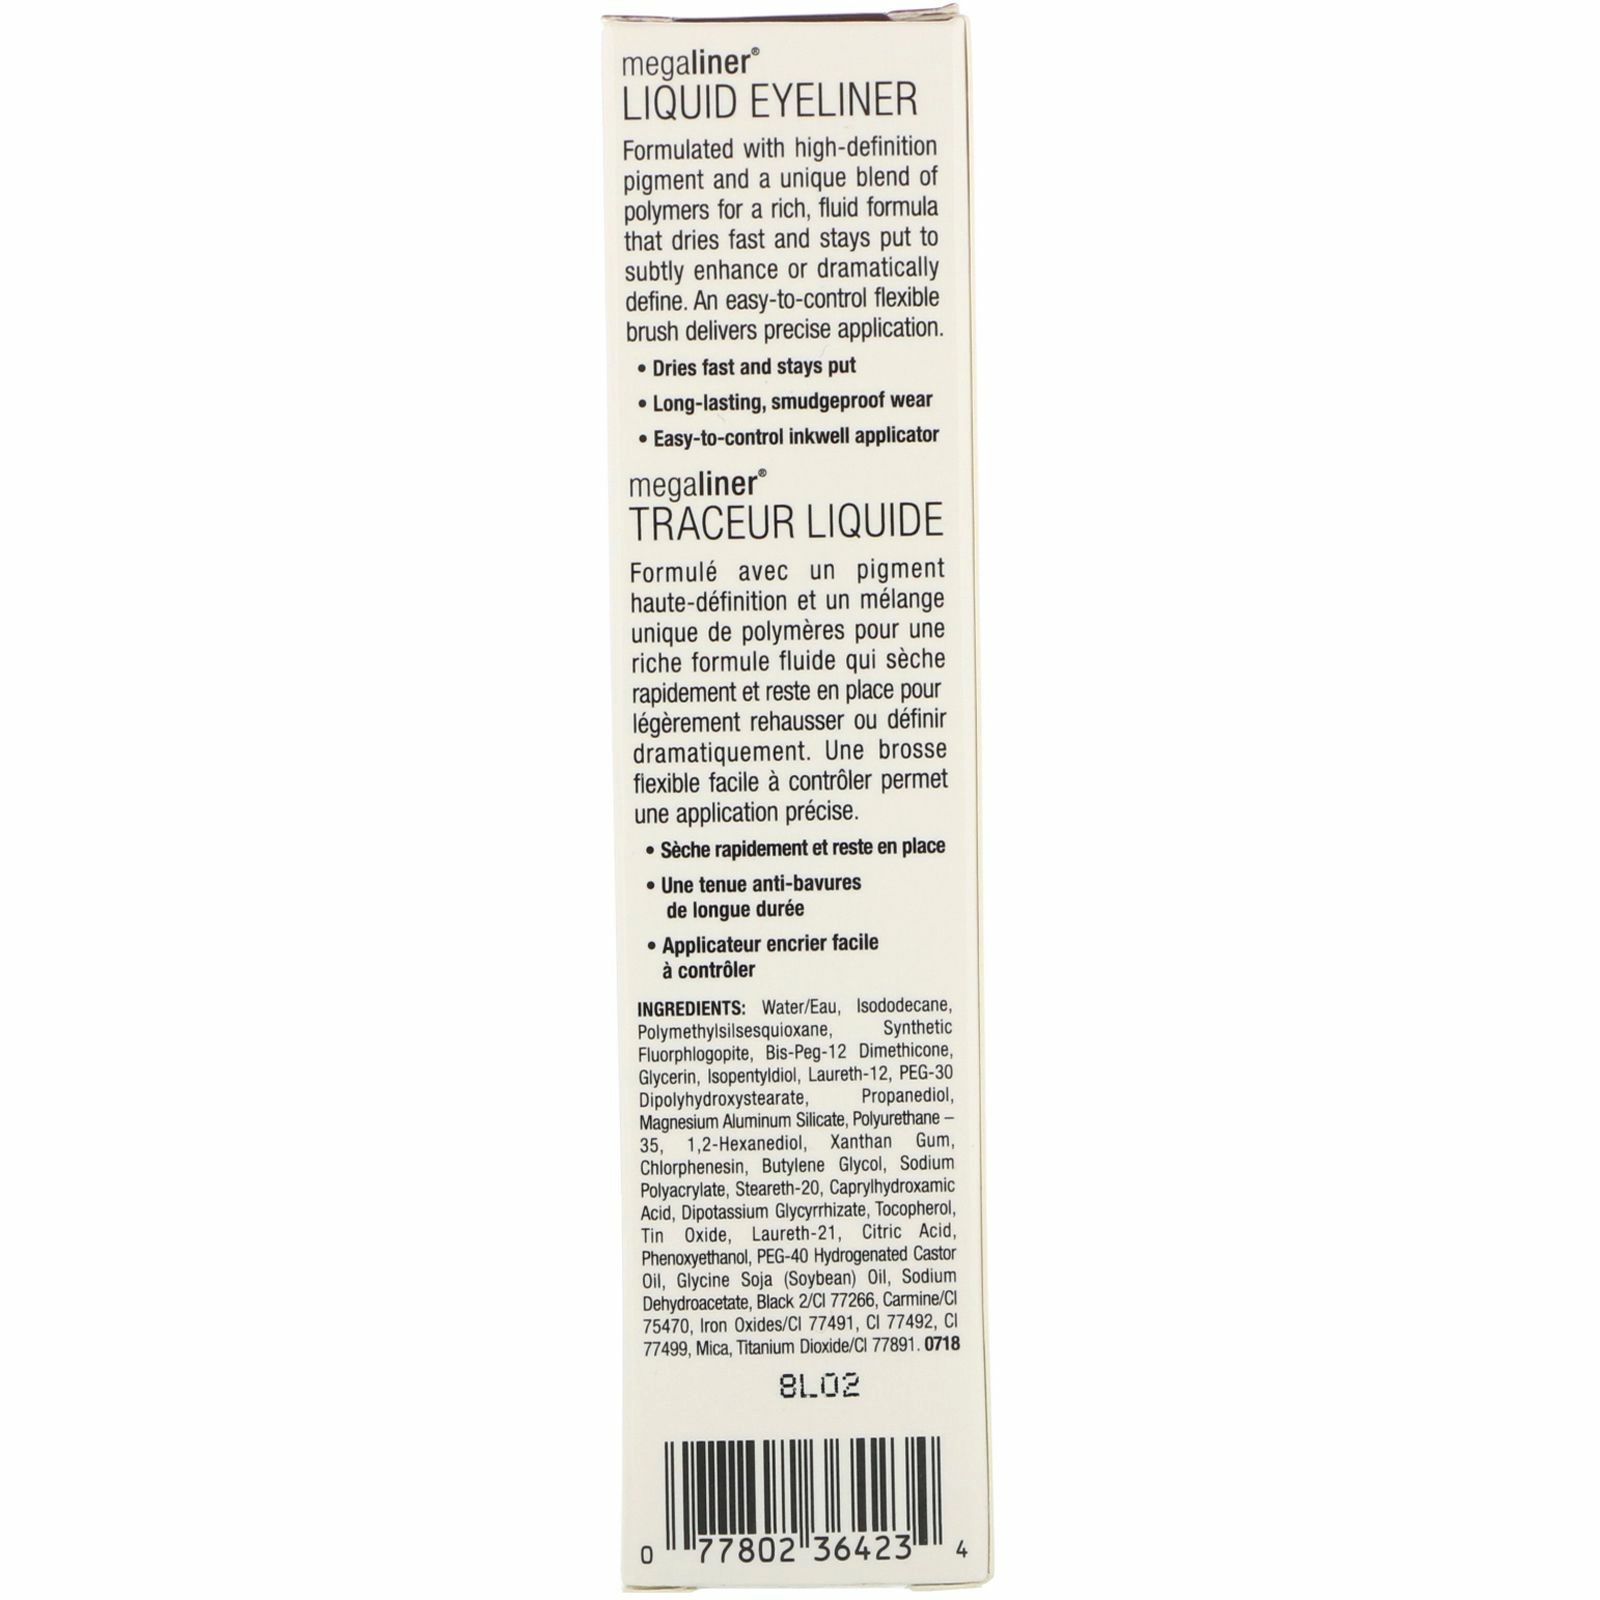 megaliner®
LIQUID EYELINER
Formulated with high-definition
pigment and a unique blend of
polymers for a rich, fluid formula
that dries fast and stays put to
subtly enhance or dramatically
define. An easy-to-control flexible
brush delivers precise application.
• Dries fast and stays put
• Long-lasting, smudgeproof wear
• Easy-to-control inkwell applicator
megaliner®
TRACEUR LIQUIDE
Formulé avec un pigment
haute-définition et un mélange
unique de polymères pour une
riche formule fluide qui sèche
rapidement et reste en place pour
légèrement rehausser ou définir
dramatiquement. Une brosse
flexible facile à contrôler permet
une application précise.
• Sèche rapidement et reste en place
• Une tenue anti-bavures
de longue durée
• Applicateur encrier facile
à contrôler
INGREDIENTS: Water/Eau, Isododecane,
Polymethylsilsesquioxane, Synthetic
Fluorphlogopite, Bis-Peg-12 Dimethicone,
Glycerin, Isopentyldiol, Laureth-12, PEG-30
Dipolyhydroxystearate, Propanediol,
Magnesium Aluminum Silicate, Polyurethane –
35, 1,2-Hexanediol, Xanthan Gum,
Chlorphenesin, Butylene Glycol, Sodium
Polyacrylate, Steareth-20, Caprylhydroxamic
Acid, Dipotassium Glycyrrhizate, Tocopherol,
Tin Oxide, Laureth-21, Citric Acid,
Phenoxyethanol, PEG-40 Hydrogenated Castor
Oil, Glycine Soja (Soybean) Oil, Sodium
Dehydroacetate, Black 2/CI 77266, Carmine/CI
75470, Iron Oxides/CI 77491, CI 77492, CI
77499, Mica, Titanium Dioxide/CI 77891. 0718
8L02
0 77802 36423 4